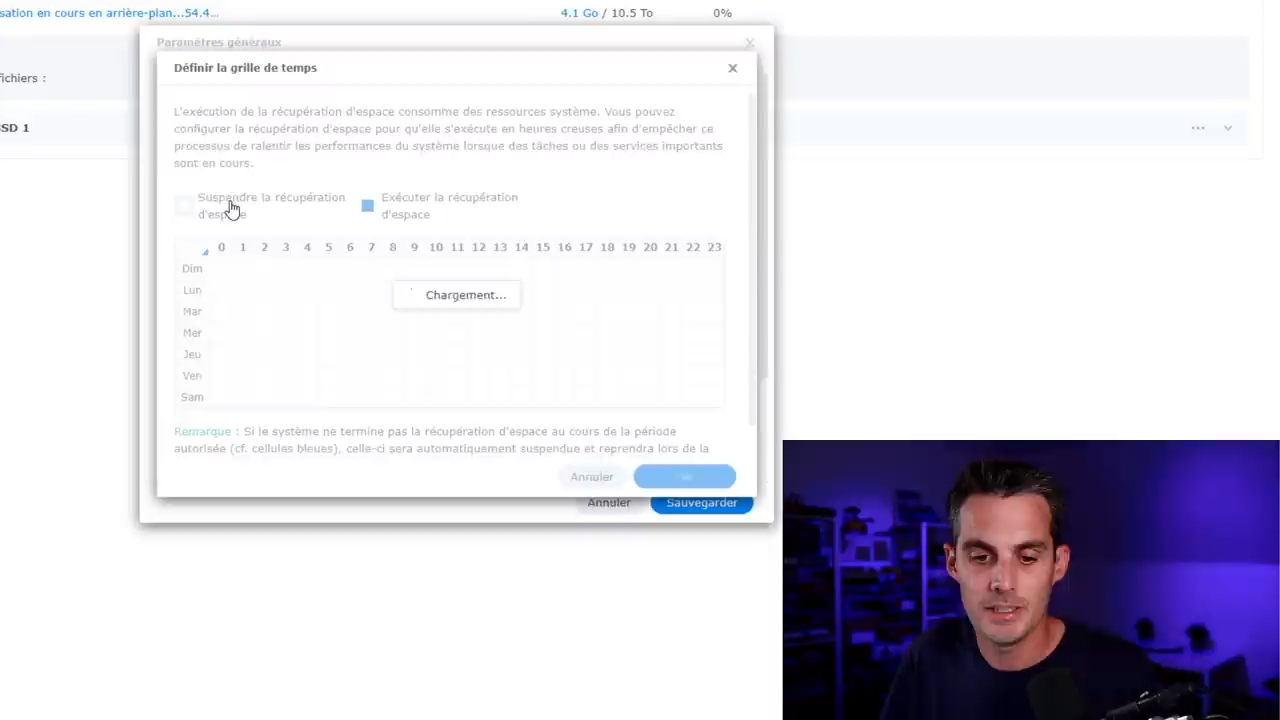 sation en cours en arrière-plan...54.4...
4.1 Go / 10.5 To
0%
Paramètres généraux
Définir la grille de temps
fichiers :
SSD 1
L'exécution de la récupération d'espace consomme des ressources système. Vous pouvez
configurer la récupération d'espace pour qu'elle s'exécute en heures creuses afin d'empêcher ce
processus de ralentir les performances du système lorsque des tâches ou des services importants
sont en cours.
Suspendre la récupération
d'espace
Exécuter la récupération
d'espace
0 1 2 3 4 5 6 7 8 9 10 11 12 13 14 15 16 17 18 19 20 21 22 23
Dim
Lun
Mar
Mer
Jeu
Ven
Sam
Chargement...
Remarque : Si le système ne termine pas la récupération d'espace au cours de la période
autorisée (cf. cellules bleues), celle-ci sera automatiquement suspendue et reprendra lors de la
Annuler
Annuler
Sauvegarder